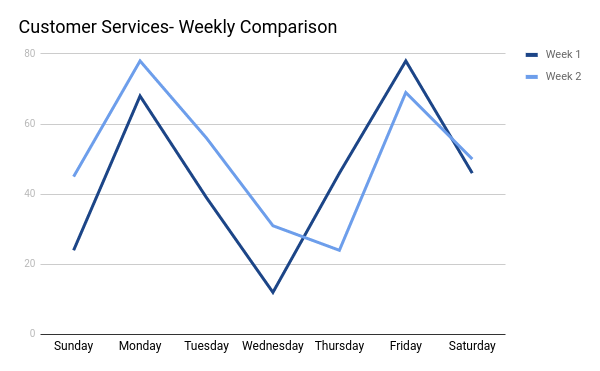 Customer Services- Weekly Comparison
80
60
40
20
0
Sunday Monday Tuesday Wednesday Thursday Friday Saturday
Week 1
Week 2